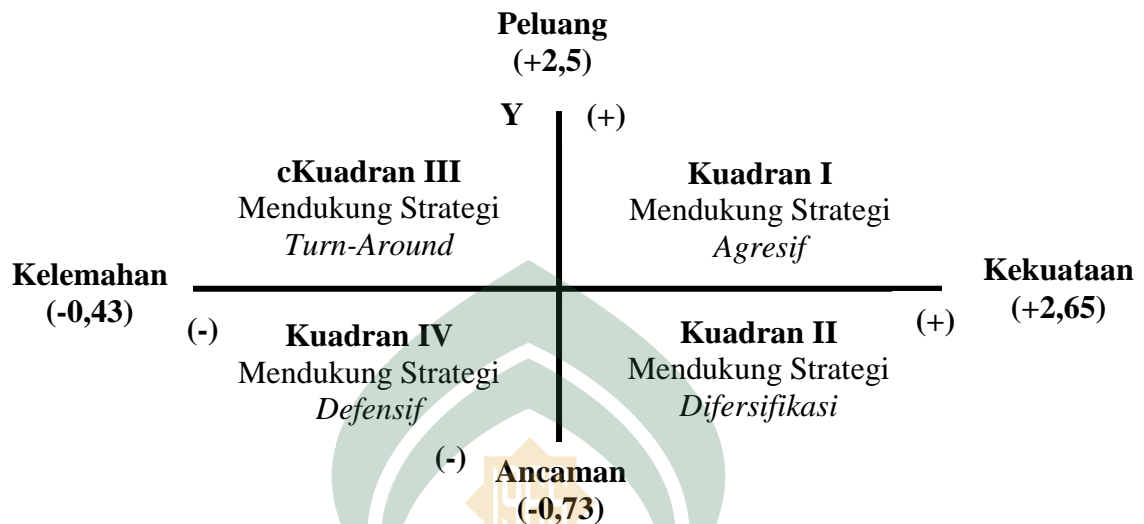 Peluang
(+2,5)
Y (+)
cKuadran III
Mendukung Strategi
Turn-Around
Kuadran I
Mendukung Strategi
Agresif
Kelemahan
(-0,43)
Kekuataan
(+2,65)
(-)
Kuadran IV
Mendukung Strategi
Defensif
Kuadran II
Mendukung Strategi
Difersifikasi
(+)
(-)
Ancaman
(-0,73)